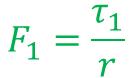 F₁ = τ₁/r